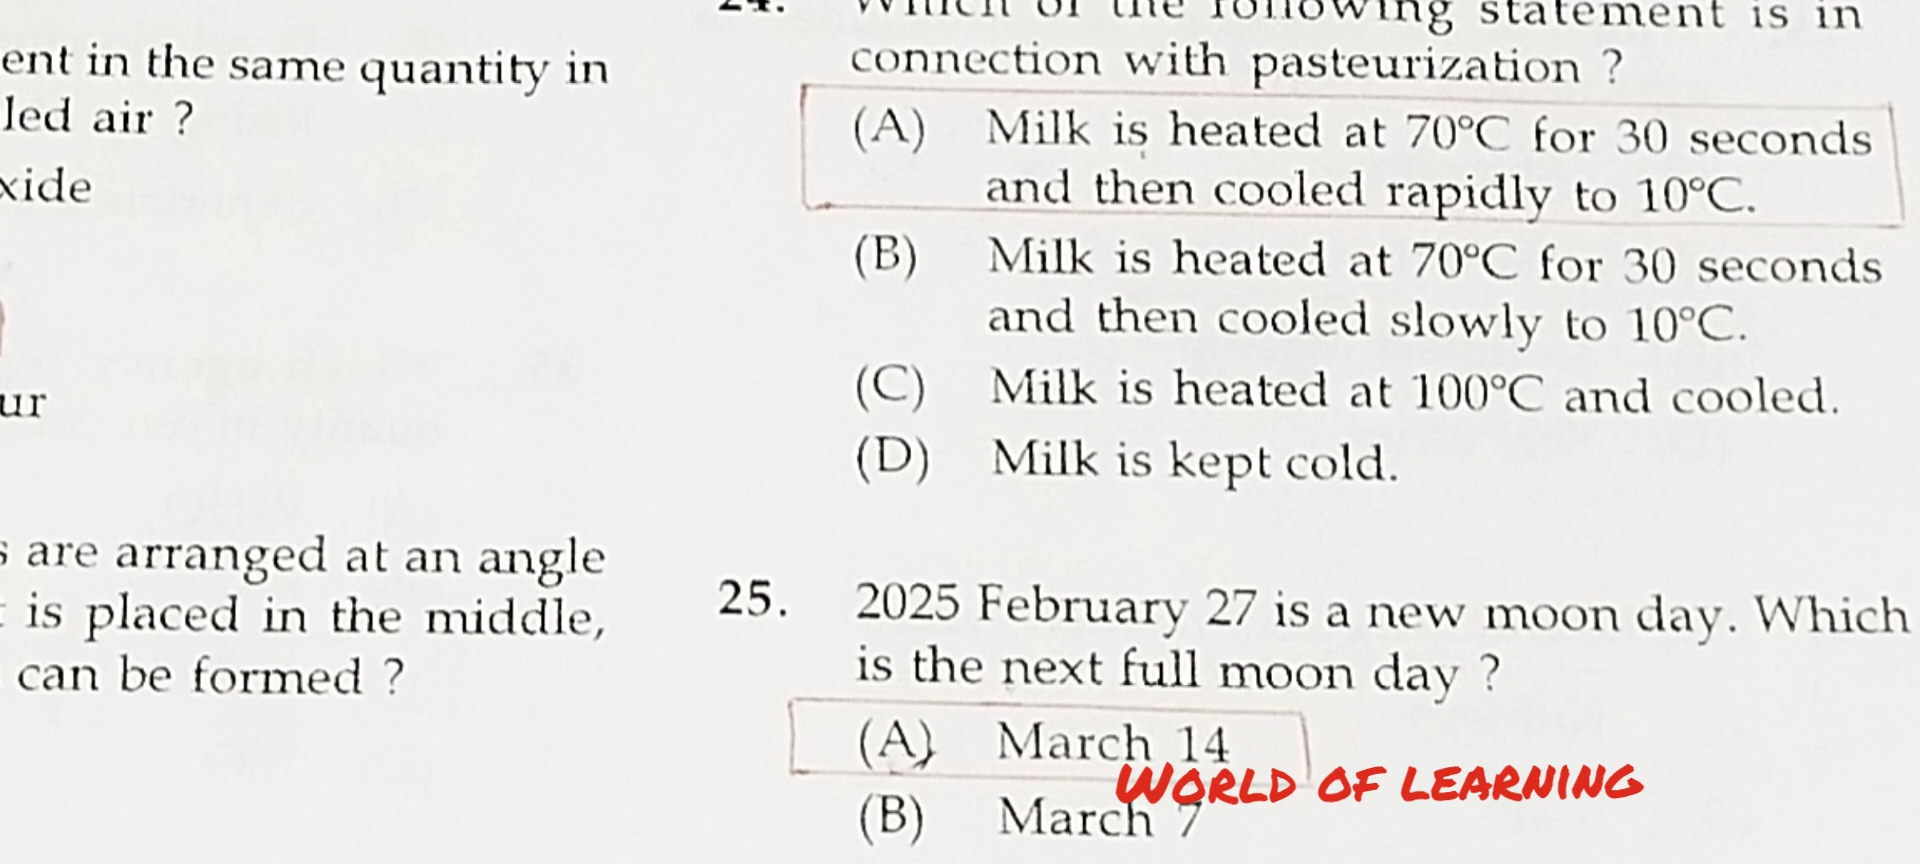 ent in the same quantity in
led air ?
xide
ur
s are arranged at an angle
is placed in the middle,
can be formed ?
24. Which of the following statement is in
connection with pasteurization ?
(A) Milk is heated at 70°C for 30 seconds
and then cooled rapidly to 10°C.
(B) Milk is heated at 70°C for 30 seconds
and then cooled slowly to 10°C.
(C) Milk is heated at 100°C and cooled.
(D) Milk is kept cold.
25. 2025 February 27 is a new moon day. Which
is the next full moon day ?
(A) March 14
WORLD OF LEARNING
(B) March 7